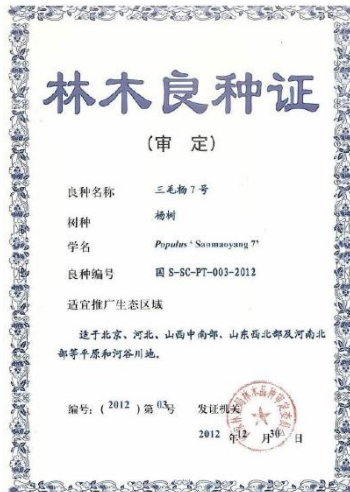 林木良种证
(审 定)
良种名称 三毛杨7号
树种 杨树
学名 Populus ‘Sanmaoyang 7’
良种编号 国 S-SC-PT-003-2012
适宜推广生态区域
适于北京、河北、山西中南部、山东西北部及河南北
部等平原和河谷川地。
编号:(2012)第 03号 发证机关
2012 年12 月30 日